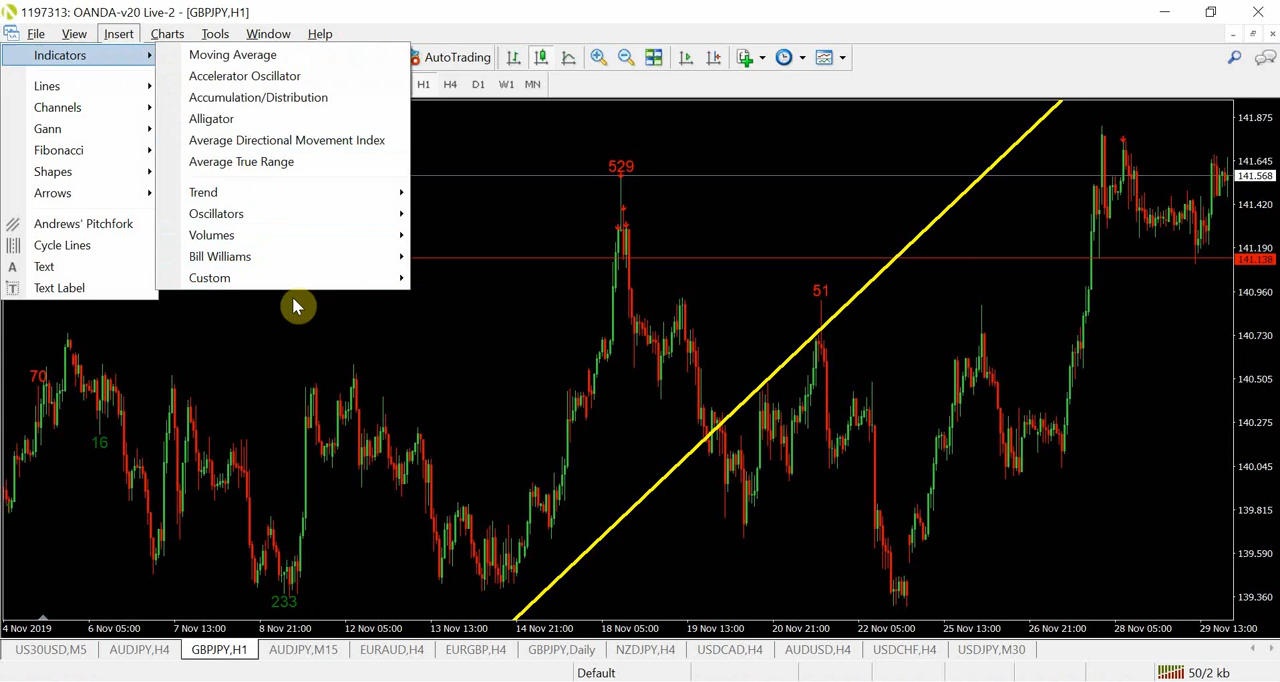 1197313: OANDA-v20 Live-2 - [GBPJPY,H1]
File View Insert Charts Tools Window Help
Indicators
Lines
Channels
Gann
Fibonacci
Shapes
Arrows
Andrews' Pitchfork
Cycle Lines
A Text
T Text Label
Moving Average
Accelerator Oscillator
Accumulation/Distribution
Alligator
Average Directional Movement Index
Average True Range
Trend
Oscillators
Volumes
Bill Williams
Custom
AutoTrading
H1 H4 D1 W1 MN
529
51
70
16
233
141.875
141.645
141.568
141.420
141.190
141.138
140.960
140.730
140.505
140.275
140.045
139.815
139.590
139.360
4 Nov 2019 6 Nov 05:00 7 Nov 13:00 8 Nov 21:00 12 Nov 05:00 13 Nov 13:00 14 Nov 21:00 18 Nov 05:00 19 Nov 13:00 20 Nov 21:00 22 Nov 05:00 25 Nov 13:00 26 Nov 21:00 28 Nov 05:00 29 Nov 13:00
US30USD,M5 AUDJPY,H4 GBPJPY,H1 AUDJPY,M15 EURAUD,H4 EURGBP,H4 GBPJPY,Daily NZDJPY,H4 USDCAD,H4 AUDUSD,H4 USDCHF,H4 USDJPY,M30
Default
50/2 kb